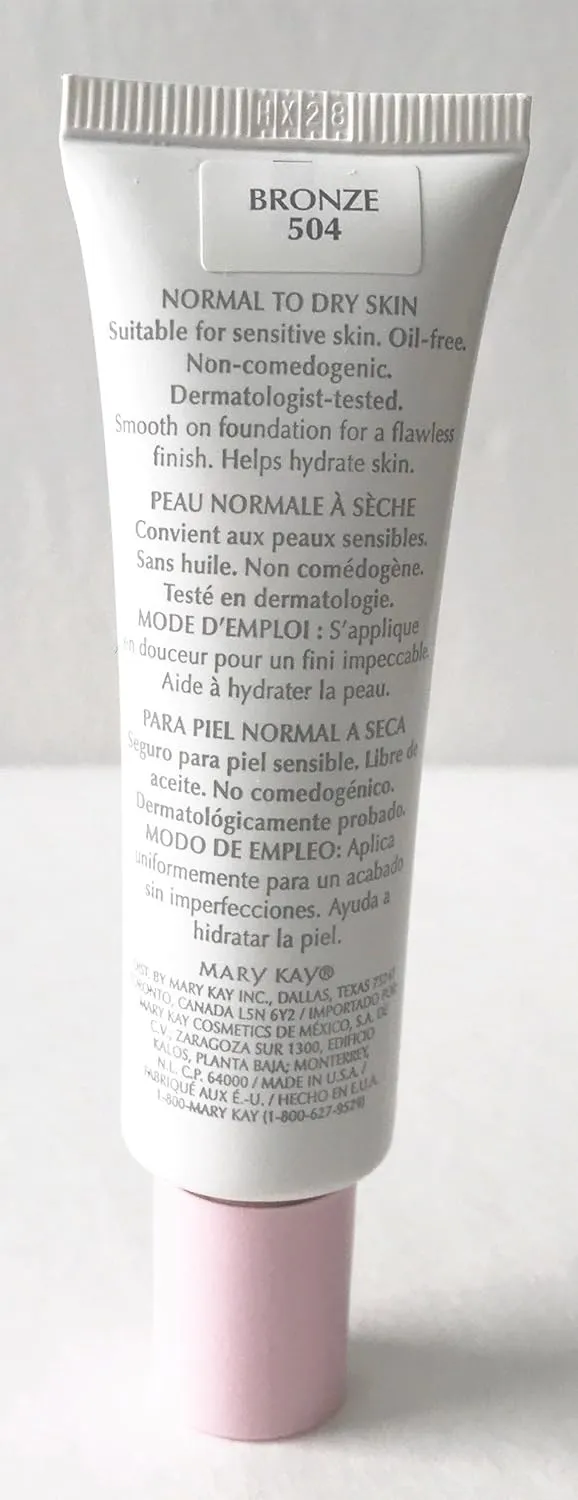 HX28
BRONZE
504
NORMAL TO DRY SKIN
Suitable for sensitive skin. Oil-free.
Non-comedogenic.
Dermatologist-tested.
Smooth on foundation for a flawless
finish. Helps hydrate skin.
PEAU NORMALE À SÈCHE
Convient aux peaux sensibles.
Sans huile. Non comédogène.
Testé en dermatologie.
MODE D'EMPLOI : S'applique
en douceur pour un fini impeccable.
Aide à hydrater la peau.
PARA PIEL NORMAL A SECA
Seguro para piel sensible. Libre de
aceite. No comedogénico.
Dermatológicamente probado.
MODO DE EMPLEO: Aplica
uniformemente para un acabado
sin imperfecciones. Ayuda a
hidratar la piel.
MARY KAY®
BY MARY KAY INC., DALLAS, TEXAS
CANADA L5N 6Y2 / IMPORTADO POR
MARY KAY COSMETICS DE MÉXICO, S.A. DE
C.V., ZARAGOZA SUR 1300, EDIFICIO
KALOS, PLANTA BAJA; MONTERREY,
N.L. C.P. 64000 / MADE IN U.S.A. /
FABRIQUÉ AUX É.-U. / HECHO EN E.U.A.
1-800-MARY KAY (1-800-627-9529)